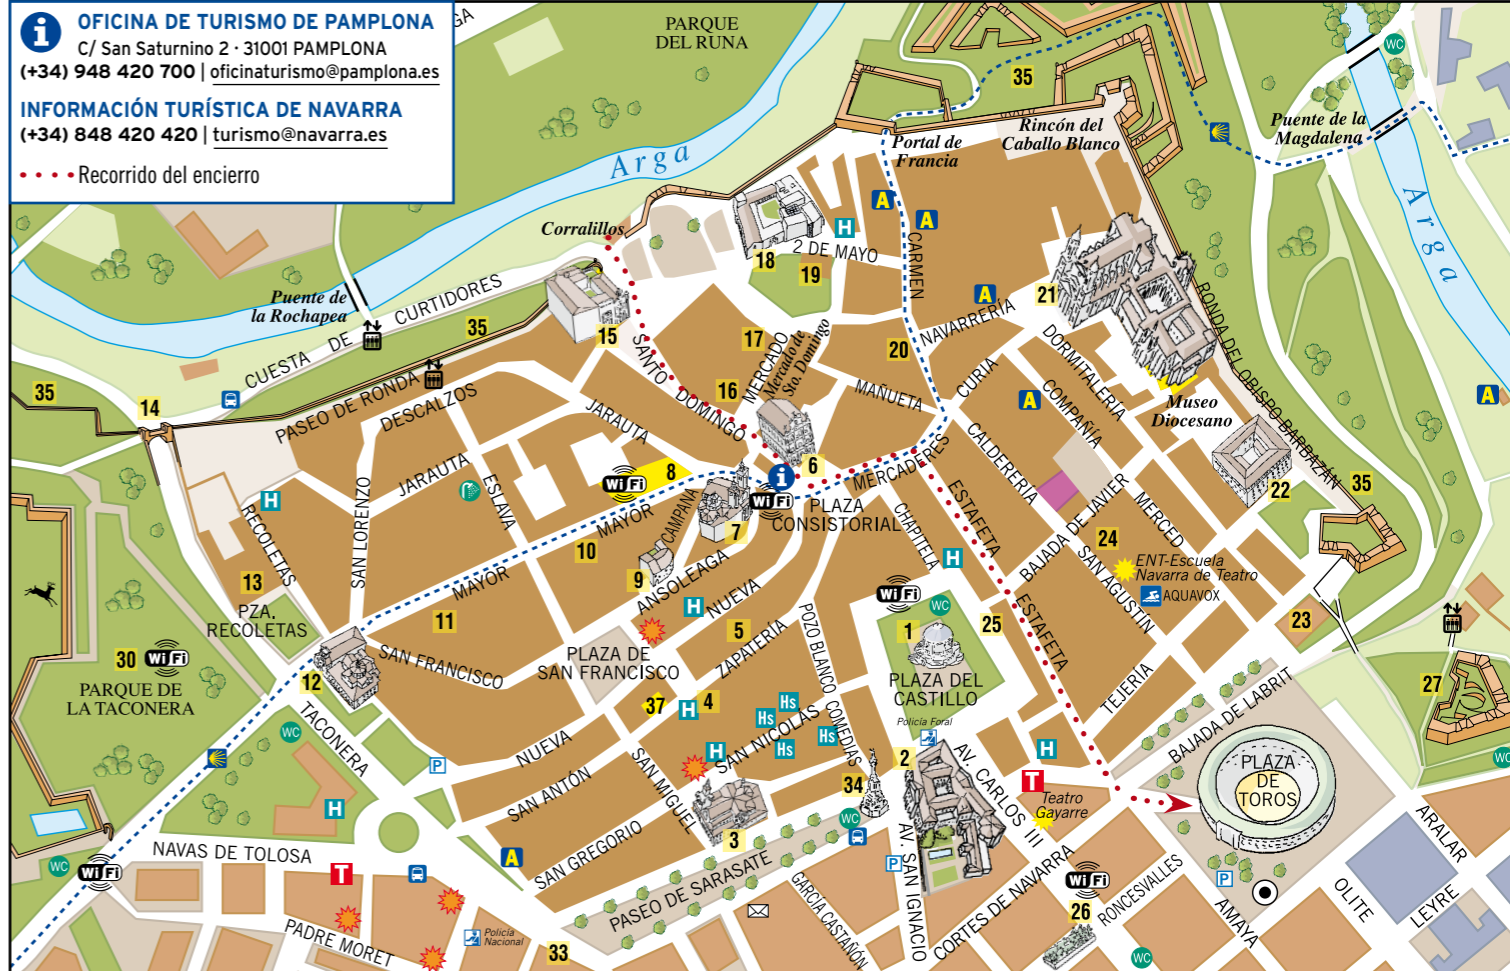 OFICINA DE TURISMO DE PAMPLONA
C/ San Saturnino 2 · 31001 PAMPLONA
(+34) 948 420 700 | oficinaturismo@pamplona.es
INFORMACIÓN TURÍSTICA DE NAVARRA
(+34) 848 420 420 | turismo@navarra.es
Recorrido del encierro
i
GA
PARQUE
DEL RUNA
WC
35
Arga
Portal de
Francia
Rincón del
Caballo Blanco
Puente de la
Magdalena
Arga
Corralillos
A
A
H
18
2 DE MAYO
19
CARMEN
A
21
Puente de
la Rochapea
CUESTA DE CURTIDORES
35
15
SANTO DOMINGO
17
16
MERCADO
Mercado de
Sto. Domingo
20
NAVARRERÍA
CURIA
DORMITALERÍA
COMPAÑÍA
RONDA DEL OBISPO BARBAZÁN
A
A
Museo
Diocesano
35
14
PASEO DE RONDA
DESCALZOS
JARAUTA
MAÑUETA
JARAUTA
ESLAVA
8
WiFi
6
i
WiFi
MERCADERES
CALDERERÍA
22
35
H
RECOLETAS
SAN LORENZO
MAYOR
CAMPANA
7
PLAZA
CONSISTORIAL
CHAPITELA
ESTAFETA
BAJADA DE JAVIER
MERCED
24
SAN AGUSTÍN
ENT-Escuela
Navarra de Teatro
AQUAVOX
10
9
ANSOLEAGA
13
PZA.
RECOLETAS
MAYOR
11
H
NUEVA
H
WiFi
WC
1
25
ESTAFETA
23
5
ZAPATERÍA
POZO BLANCO
PLAZA DE
SAN FRANCISCO
SAN FRANCISCO
PLAZA DEL
CASTILLO
TEJERÍA
27
30
WiFi
PARQUE DE
LA TACONERA
12
TACONERA
WC
37
H
4
Hs
Hs
Hs
Hs
SAN NICOLÁS
H
COMEDIAS
Policía Foral
BAJADA DE LABRIT
H
NUEVA
P
SAN ANTÓN
SAN MIGUEL
34
2
AV. CARLOS III
T
Teatro
Gayarre
PLAZA
DE
TOROS
WC
H
NAVAS DE TOLOSA
SAN GREGORIO
3
WC
A
PASEO DE SARASATE
P
AV. SAN IGNACIO
CORTES DE NAVARRA
WiFi
RONCESVALLES
P
ARALAR
OLITE
LEYRE
AMAYA
WC
WiFi
T
PADRE MORET
Policía
Nacional
33
GARCÍA CASTAÑÓN
26
WC